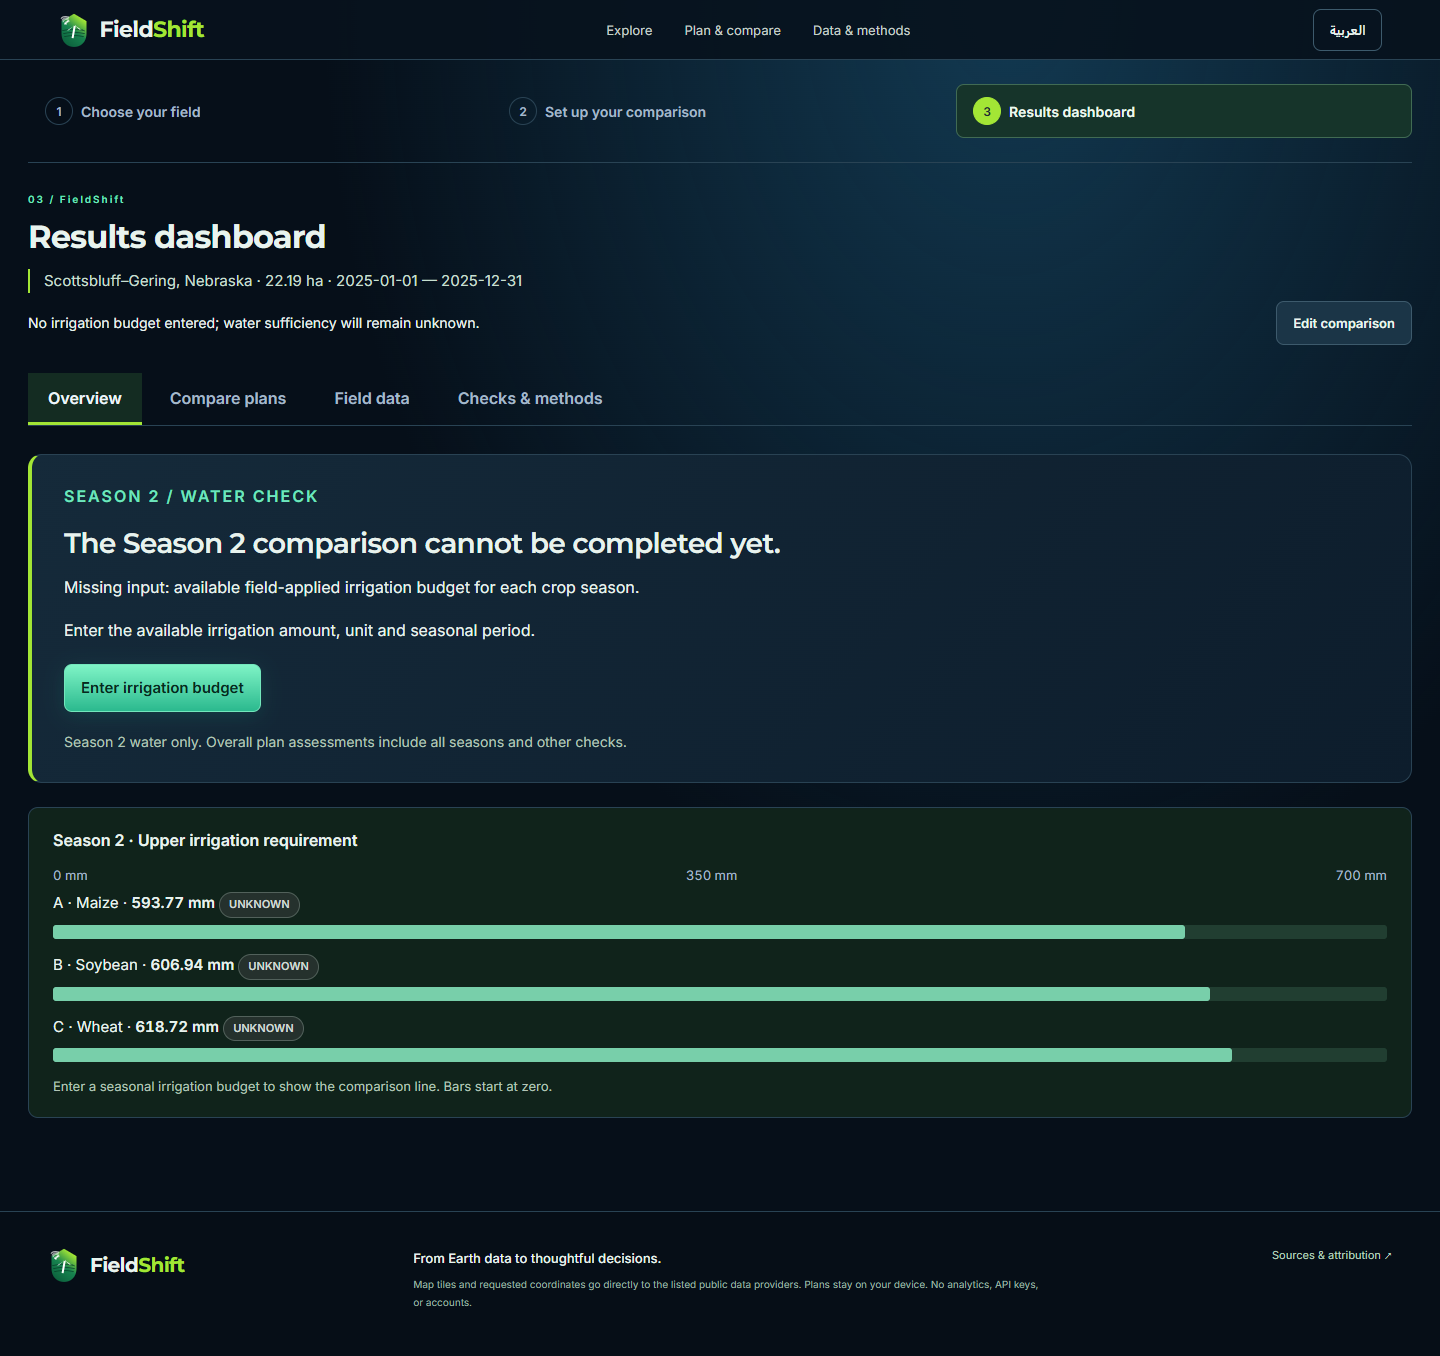 FieldShift
Explore
Plan & compare
Data & methods
العربية
1 Choose your field
2 Set up your comparison
3 Results dashboard
03 / FieldShift
Results dashboard
Scottsbluff–Gering, Nebraska · 22.19 ha · 2025-01-01 — 2025-12-31
No irrigation budget entered; water sufficiency will remain unknown.
Edit comparison
Overview
Compare plans
Field data
Checks & methods
SEASON 2 / WATER CHECK
The Season 2 comparison cannot be completed yet.
Missing input: available field-applied irrigation budget for each crop season.
Enter the available irrigation amount, unit and seasonal period.
Enter irrigation budget
Season 2 water only. Overall plan assessments include all seasons and other checks.
Season 2 · Upper irrigation requirement
0 mm
350 mm
700 mm
A · Maize · 593.77 mm UNKNOWN
B · Soybean · 606.94 mm UNKNOWN
C · Wheat · 618.72 mm UNKNOWN
Enter a seasonal irrigation budget to show the comparison line. Bars start at zero.
FieldShift
From Earth data to thoughtful decisions.
Map tiles and requested coordinates go directly to the listed public data providers. Plans stay on your device. No analytics, API keys,
or accounts.
Sources & attribution ↗